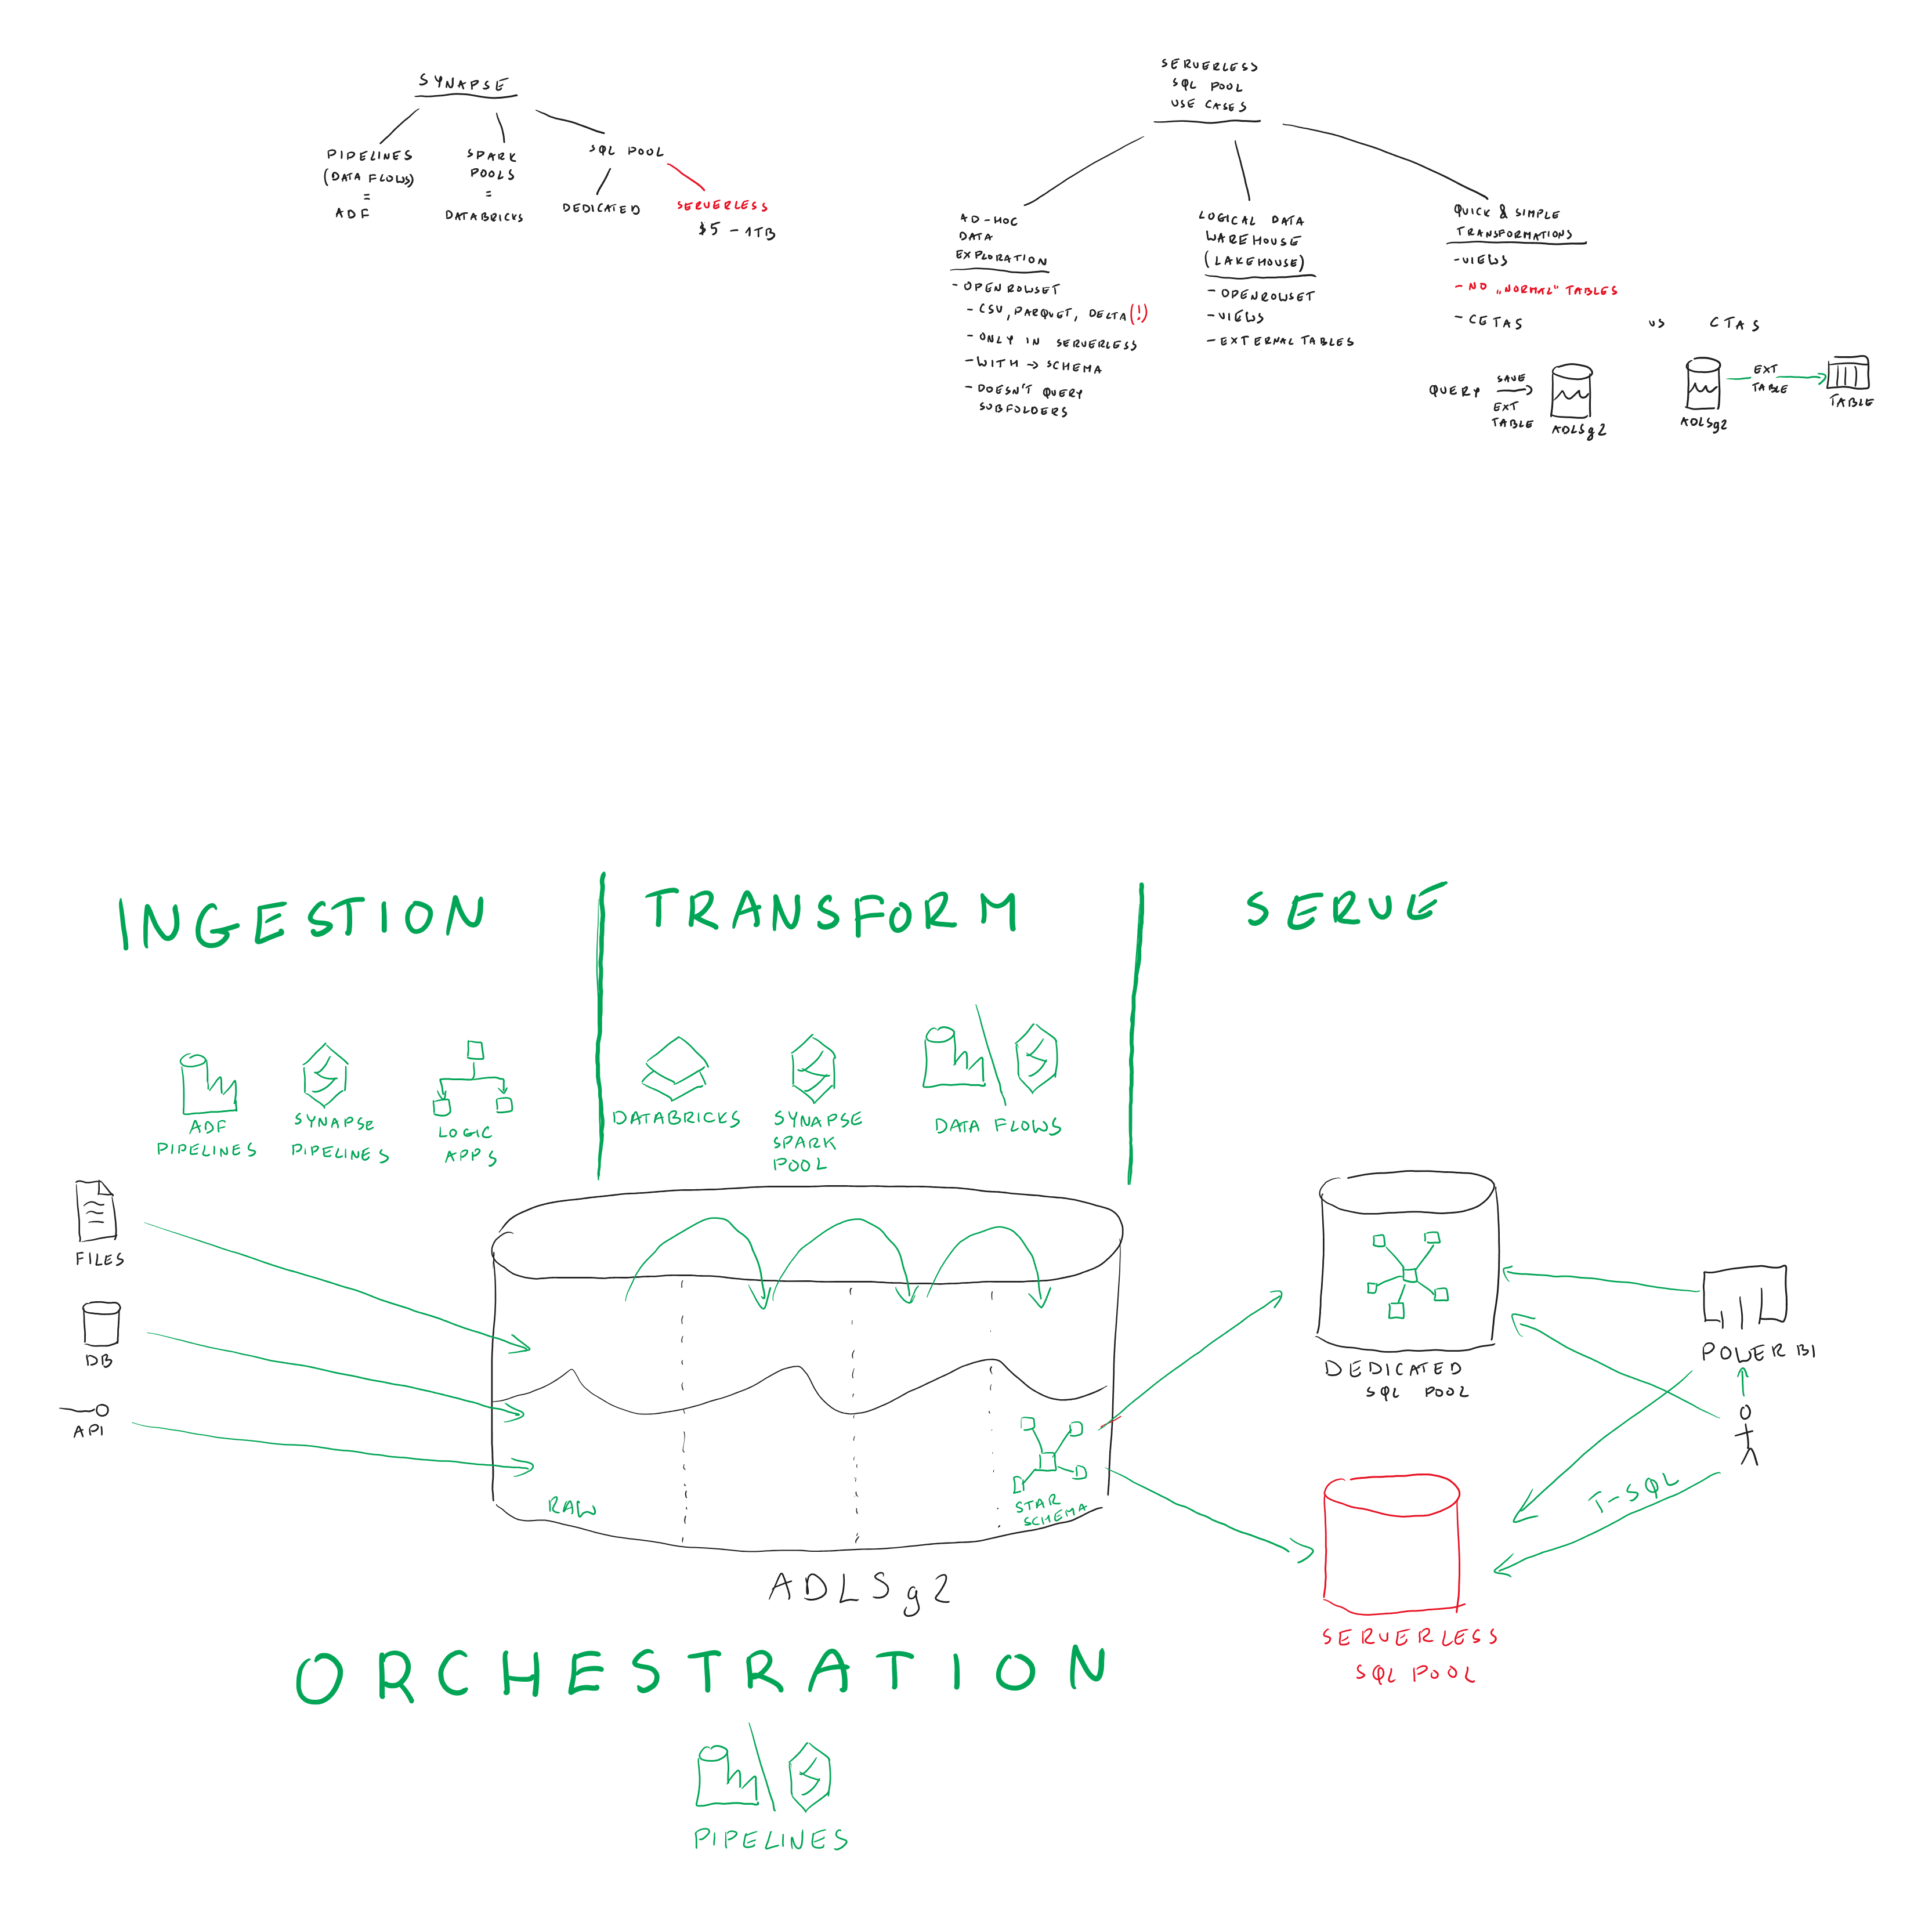 SYNAPSE
PIPELINES
(DATA FLOWS)
=
ADF
SPARK
POOLS
=
DATABRICKS
SQL POOL
DEDICATED
SERVERLESS
$5 - 1TB
SERVERLESS
SQL POOL
USE CASES
AD-HOC
DATA
EXPLORATION
- OPENROWSET
- CSV, PARQUET, DELTA (!)
- ONLY IN SERVERLESS
- WITH → SCHEMA
- DOESN'T QUERY
SUBFOLDERS
LOGICAL DATA
WAREHOUSE
(LAKEHOUSE)
- OPENROWSET
- VIEWS
- EXTERNAL TABLES
QUICK & SIMPLE
TRANSFORMATIONS
- VIEWS
- NO „NORMAL" TABLES
- CETAS vs CTAS
QUERY
SAVE
EXT
TABLE
ADLSg2
ADLSg2
EXT
TABLE
TABLE
INGESTION
TRANSFORM
SERVE
ADF
PIPELINES
SYNAPSE
PIPELINES
LOGIC
APPS
DATABRICKS
SYNAPSE
SPARK
POOL
DATA FLOWS
FILES
DB
API
RAW
STAR
SCHEMA
ADLSg2
DEDICATED
SQL POOL
POWER BI
T-SQL
SERVERLESS
SQL POOL
ORCHESTRATION
PIPELINES